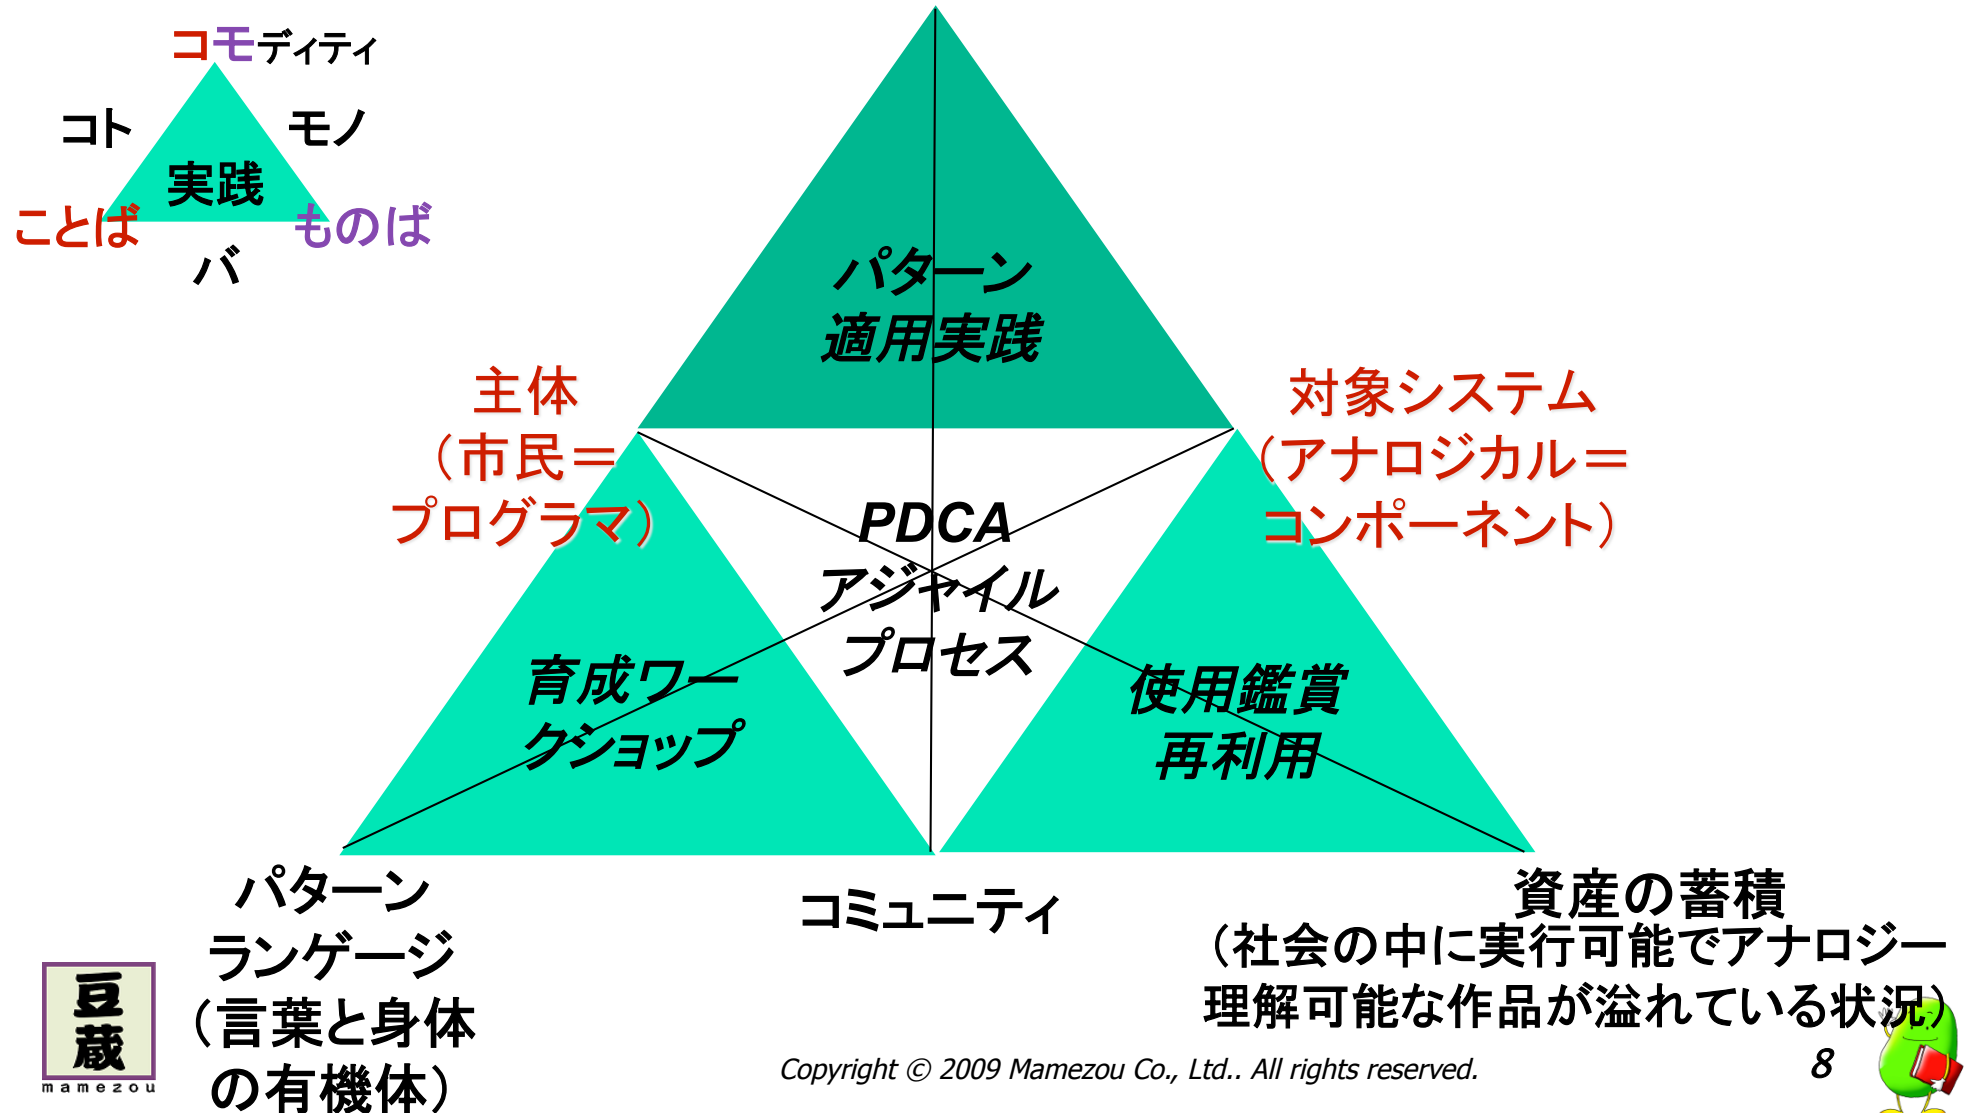 コモディティ
コト
モノ
実践
ことば
ものば
バ
パターン
適用実践
主体
（市民＝
プログラマ）
対象システム
（アナロジカル＝
コンポーネント）
PDCA
アジャイル
プロセス
育成ワー
クショップ
使用鑑賞
再利用
パターン
ランゲージ
（言葉と身体
の有機体）
コミュニティ
資産の蓄積
（社会の中に実行可能でアナロジー
理解可能な作品が溢れている状況）
豆
蔵
mamezou
Copyright © 2009 Mamezou Co., Ltd.. All rights reserved.
8